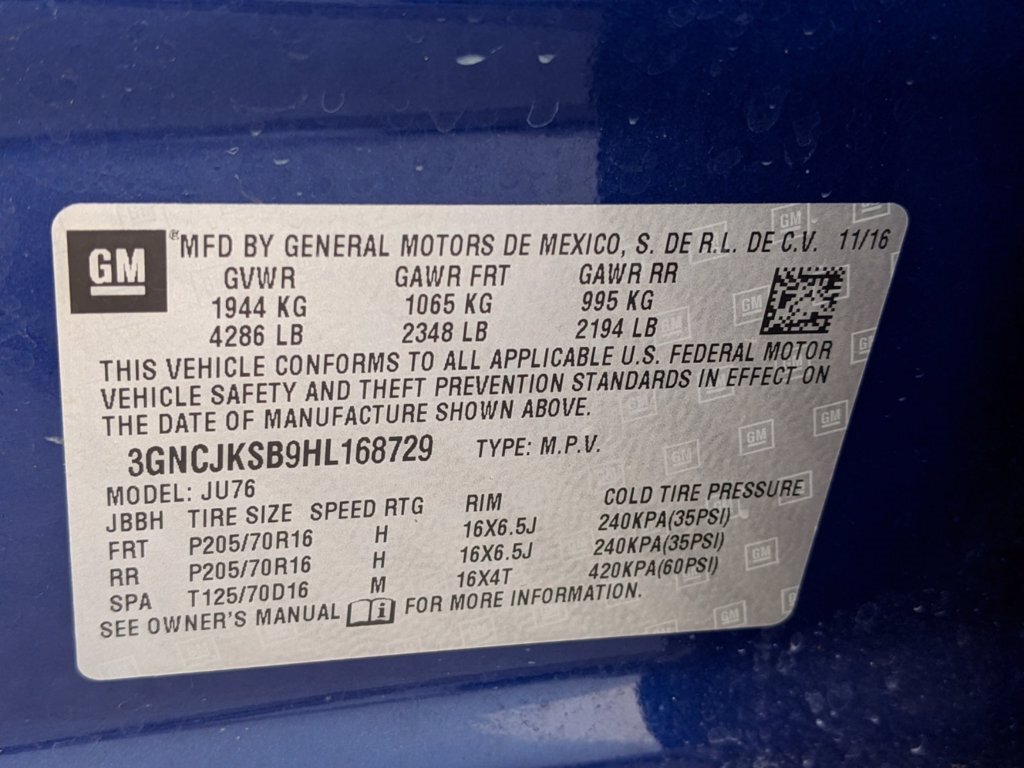 GM ®MFD BY GENERAL MOTORS DE MEXICO, S. DE R.L. DE C.V. 11/16
GVWR GAWR FRT GAWR RR
1944 KG 1065 KG 995 KG
4286 LB 2348 LB 2194 LB
THIS VEHICLE CONFORMS TO ALL APPLICABLE U.S. FEDERAL MOTOR
VEHICLE SAFETY AND THEFT PREVENTION STANDARDS IN EFFECT ON
THE DATE OF MANUFACTURE SHOWN ABOVE.
3GNCJKSB9HL168729 TYPE: M.P.V.
MODEL: JU76
JBBH TIRE SIZE SPEED RTG RIM COLD TIRE PRESSURE
FRT P205/70R16 H 16X6.5J 240KPA(35PSI)
RR P205/70R16 H 16X6.5J 240KPA(35PSI)
SPA T125/70D16 M 16X4T 420KPA(60PSI)
SEE OWNER'S MANUAL i FOR MORE INFORMATION.